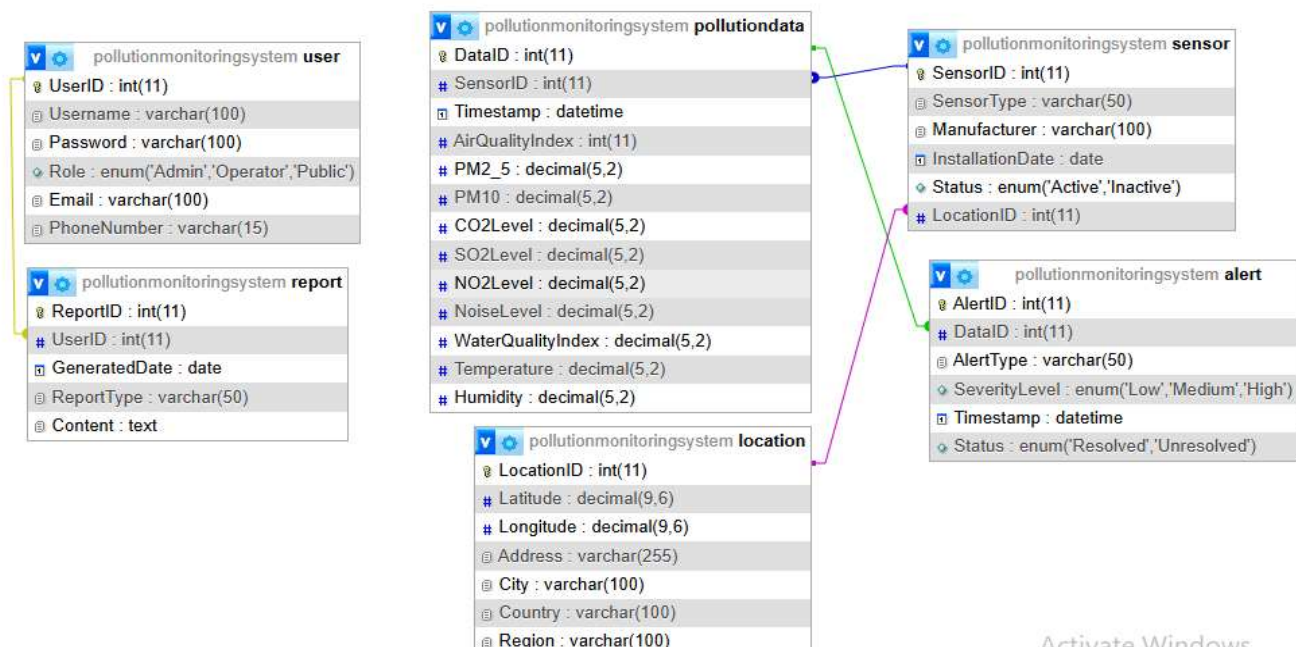 pollutionmonitoringsystem user
UserID : int(11)
Username : varchar(100)
Password : varchar(100)
Role : enum('Admin','Operator','Public')
Email : varchar(100)
PhoneNumber : varchar(15)
pollutionmonitoringsystem report
ReportID : int(11)
UserID : int(11)
GeneratedDate : date
ReportType : varchar(50)
Content : text
pollutionmonitoringsystem pollutiondata
DataID : int(11)
SensorID : int(11)
Timestamp : datetime
AirQualityIndex : int(11)
PM2_5 : decimal(5,2)
PM10 : decimal(5,2)
CO2Level : decimal(5,2)
SO2Level : decimal(5,2)
NO2Level : decimal(5,2)
NoiseLevel : decimal(5,2)
WaterQualityIndex : decimal(5,2)
Temperature : decimal(5,2)
Humidity : decimal(5,2)
pollutionmonitoringsystem location
LocationID : int(11)
Latitude : decimal(9,6)
Longitude : decimal(9,6)
Address : varchar(255)
City : varchar(100)
Country : varchar(100)
Region : varchar(100)
pollutionmonitoringsystem sensor
SensorID : int(11)
SensorType : varchar(50)
Manufacturer : varchar(100)
InstallationDate : date
Status : enum('Active','Inactive')
LocationID : int(11)
pollutionmonitoringsystem alert
AlertID : int(11)
DataID : int(11)
AlertType : varchar(50)
SeverityLevel : enum('Low','Medium','High')
Timestamp : datetime
Status : enum('Resolved','Unresolved')
Activate Windows